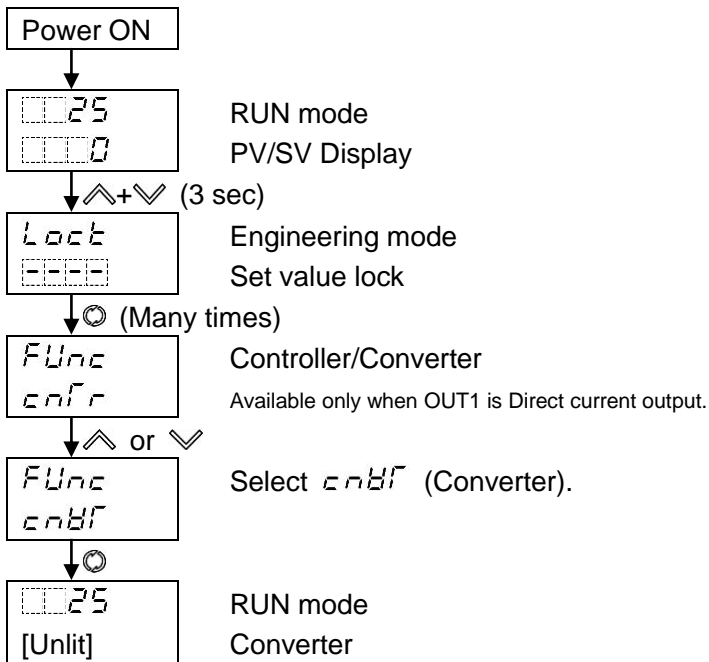 Power ON
25 RUN mode
0 PV/SV Display
∧+∨ (3 sec)
Lock Engineering mode
---- Set value lock
(Many times)
FUnc Controller/Converter
cnTr Available only when OUT1 is Direct current output.
∧ or ∨
FUnc Select cnVT (Converter).
cnVT
25 RUN mode
[Unlit] Converter